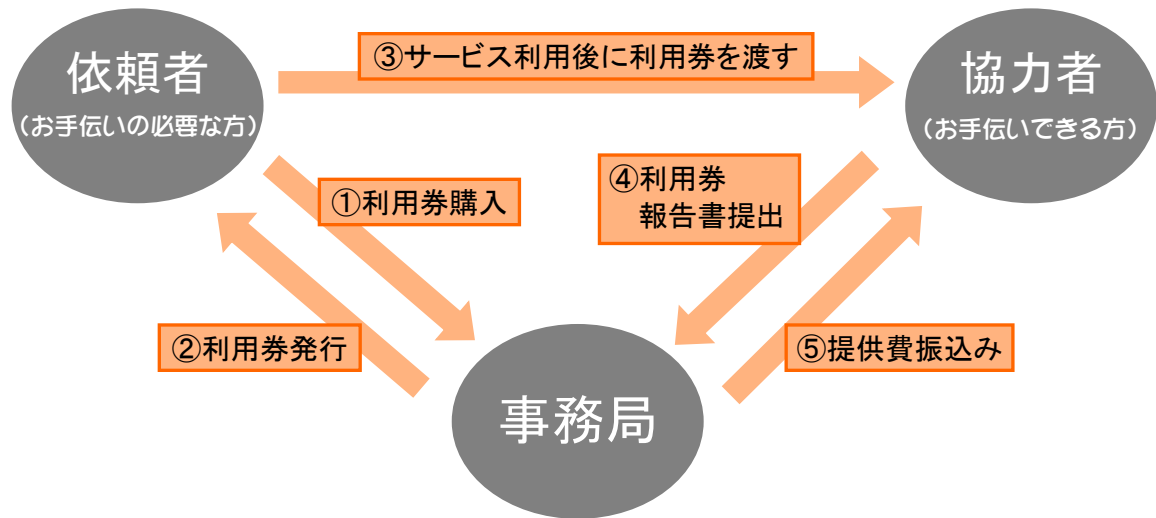 依頼者
（お手伝いの必要な方）
③サービス利用後に利用券を渡す
協力者
（お手伝いできる方）
①利用券購入
④利用券
報告書提出
②利用券発行
⑤提供費振込み
事務局